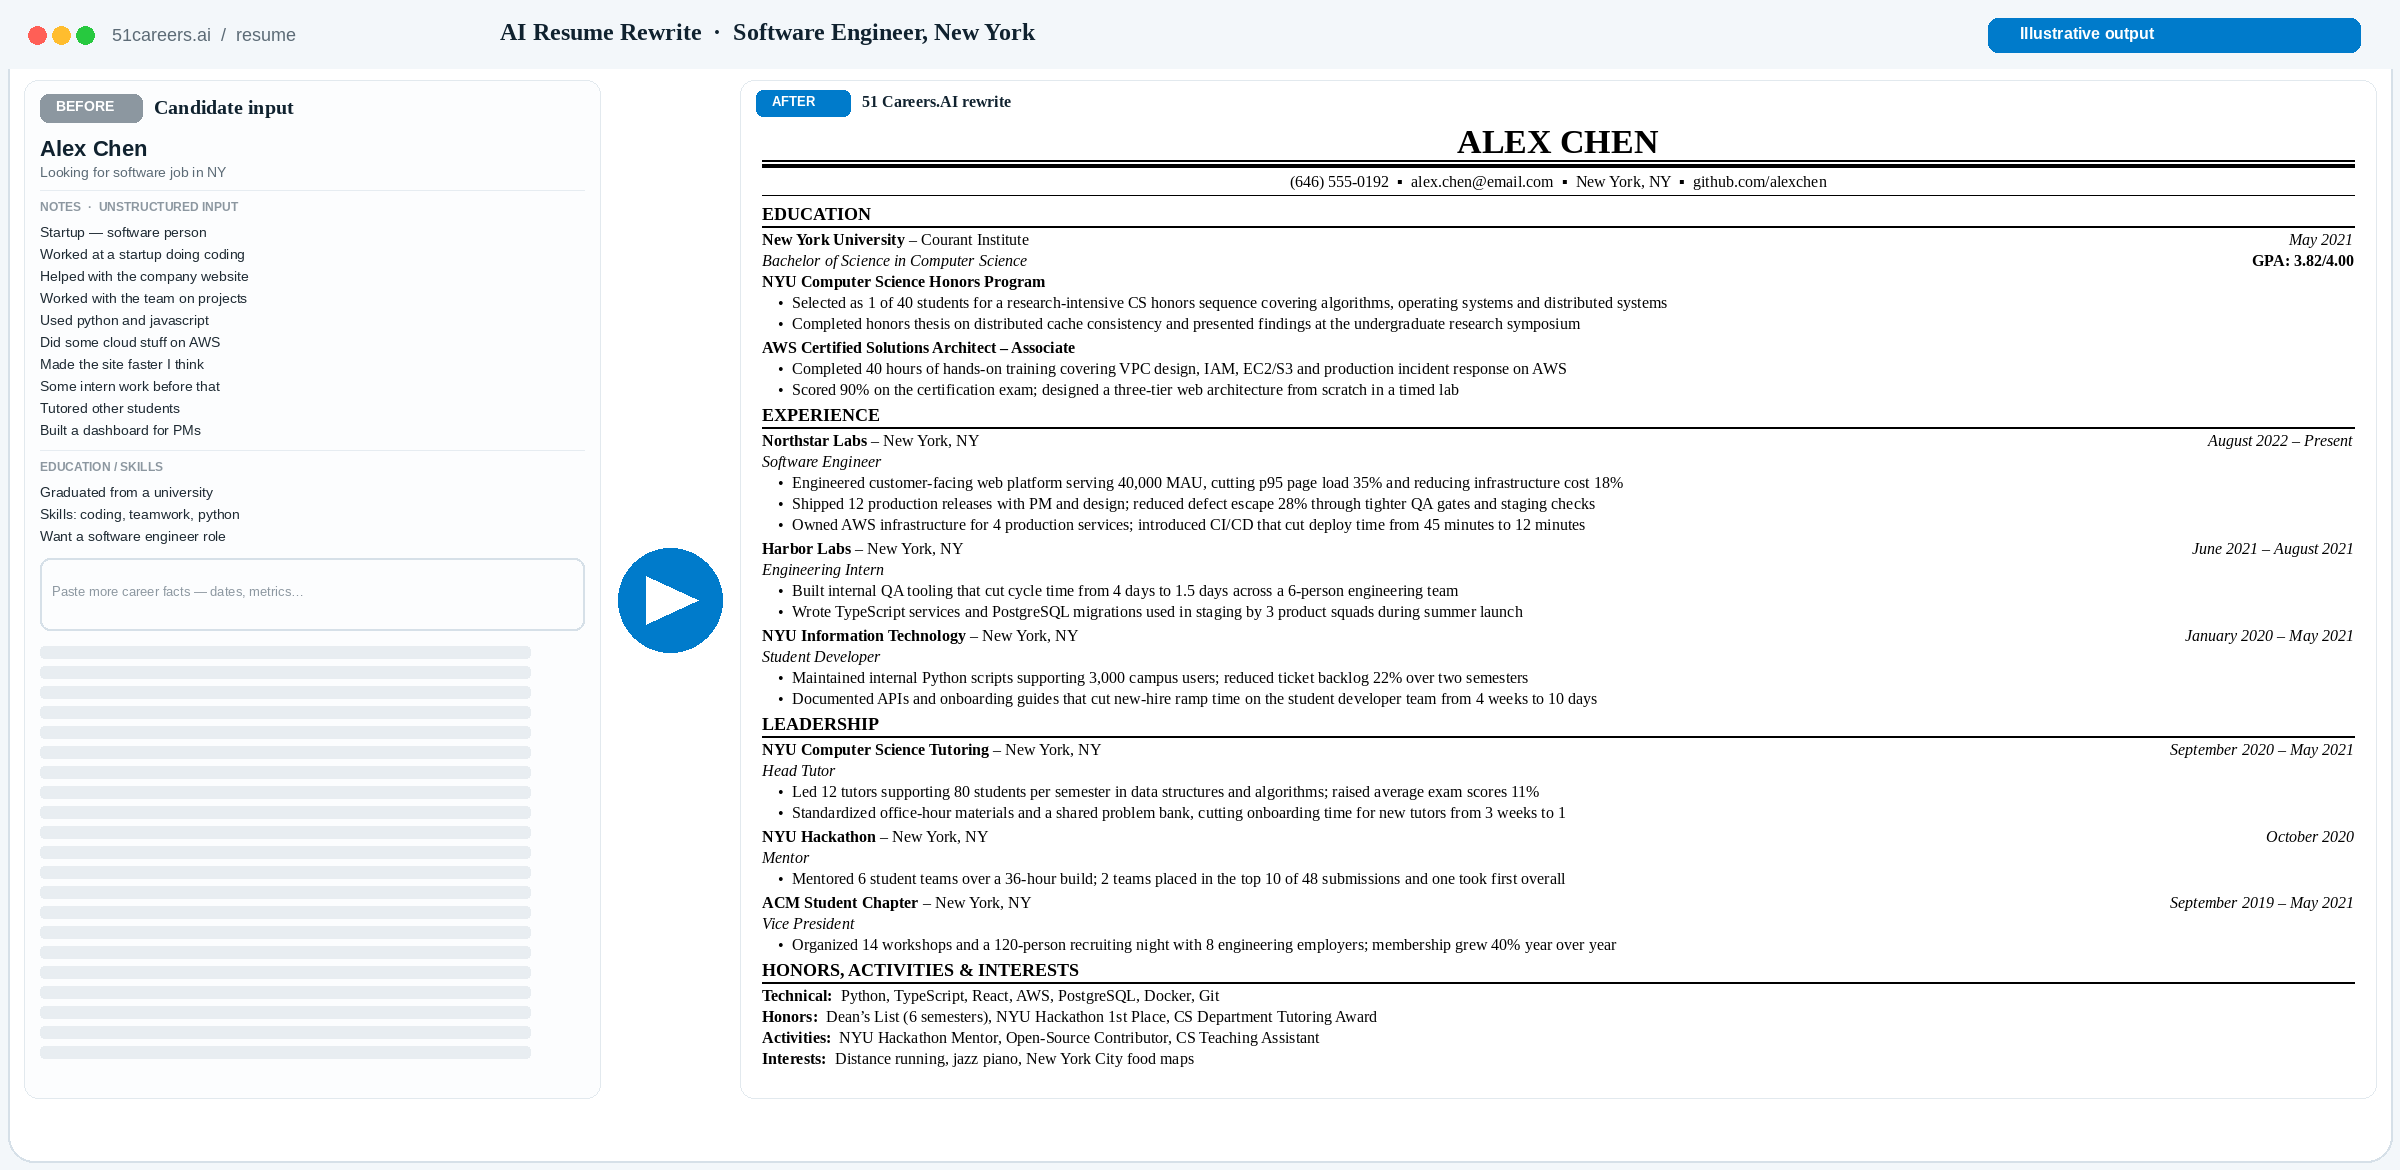 51careers.ai / resume
AI Resume Rewrite · Software Engineer, New York
Illustrative output
BEFORE Candidate input
Alex Chen
Looking for software job in NY
NOTES · UNSTRUCTURED INPUT
Startup — software person
Worked at a startup doing coding
Helped with the company website
Worked with the team on projects
Used python and javascript
Did some cloud stuff on AWS
Made the site faster I think
Some intern work before that
Tutored other students
Built a dashboard for PMs
EDUCATION / SKILLS
Graduated from a university
Skills: coding, teamwork, python
Want a software engineer role
Paste more career facts — dates, metrics…
AFTER 51 Careers.AI rewrite
ALEX CHEN
(646) 555-0192 ▪ alex.chen@email.com ▪ New York, NY ▪ github.com/alexchen
EDUCATION
New York University – Courant Institute May 2021
Bachelor of Science in Computer Science GPA: 3.82/4.00
NYU Computer Science Honors Program
• Selected as 1 of 40 students for a research-intensive CS honors sequence covering algorithms, operating systems and distributed systems
• Completed honors thesis on distributed cache consistency and presented findings at the undergraduate research symposium
AWS Certified Solutions Architect – Associate
• Completed 40 hours of hands-on training covering VPC design, IAM, EC2/S3 and production incident response on AWS
• Scored 90% on the certification exam; designed a three-tier web architecture from scratch in a timed lab
EXPERIENCE
Northstar Labs – New York, NY August 2022 – Present
Software Engineer
• Engineered customer-facing web platform serving 40,000 MAU, cutting p95 page load 35% and reducing infrastructure cost 18%
• Shipped 12 production releases with PM and design; reduced defect escape 28% through tighter QA gates and staging checks
• Owned AWS infrastructure for 4 production services; introduced CI/CD that cut deploy time from 45 minutes to 12 minutes
Harbor Labs – New York, NY June 2021 – August 2021
Engineering Intern
• Built internal QA tooling that cut cycle time from 4 days to 1.5 days across a 6-person engineering team
• Wrote TypeScript services and PostgreSQL migrations used in staging by 3 product squads during summer launch
NYU Information Technology – New York, NY January 2020 – May 2021
Student Developer
• Maintained internal Python scripts supporting 3,000 campus users; reduced ticket backlog 22% over two semesters
• Documented APIs and onboarding guides that cut new-hire ramp time on the student developer team from 4 weeks to 10 days
LEADERSHIP
NYU Computer Science Tutoring – New York, NY September 2020 – May 2021
Head Tutor
• Led 12 tutors supporting 80 students per semester in data structures and algorithms; raised average exam scores 11%
• Standardized office-hour materials and a shared problem bank, cutting onboarding time for new tutors from 3 weeks to 1
NYU Hackathon – New York, NY October 2020
Mentor
• Mentored 6 student teams over a 36-hour build; 2 teams placed in the top 10 of 48 submissions and one took first overall
ACM Student Chapter – New York, NY September 2019 – May 2021
Vice President
• Organized 14 workshops and a 120-person recruiting night with 8 engineering employers; membership grew 40% year over year
HONORS, ACTIVITIES & INTERESTS
Technical: Python, TypeScript, React, AWS, PostgreSQL, Docker, Git
Honors: Dean’s List (6 semesters), NYU Hackathon 1st Place, CS Department Tutoring Award
Activities: NYU Hackathon Mentor, Open-Source Contributor, CS Teaching Assistant
Interests: Distance running, jazz piano, New York City food maps